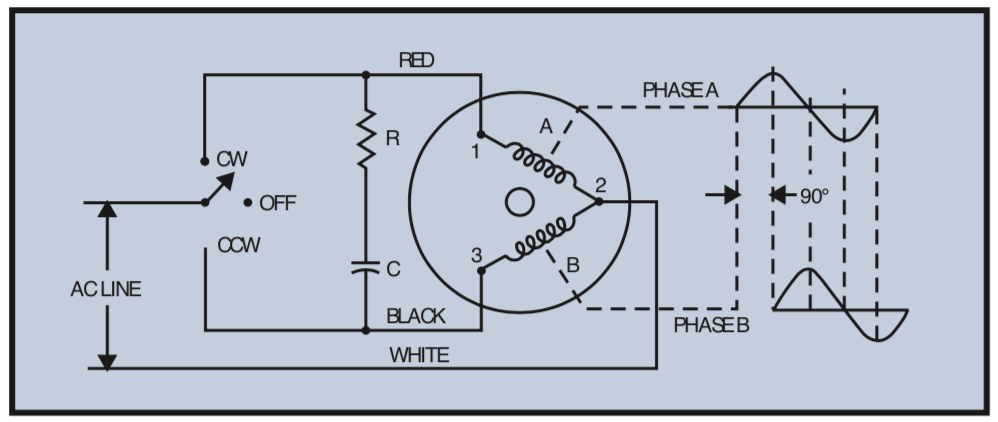 RED
PHASE A
A
R
1
CW
2
OFF
90°
CCW
3
B
C
AC LINE
BLACK
PHASE B
WHITE